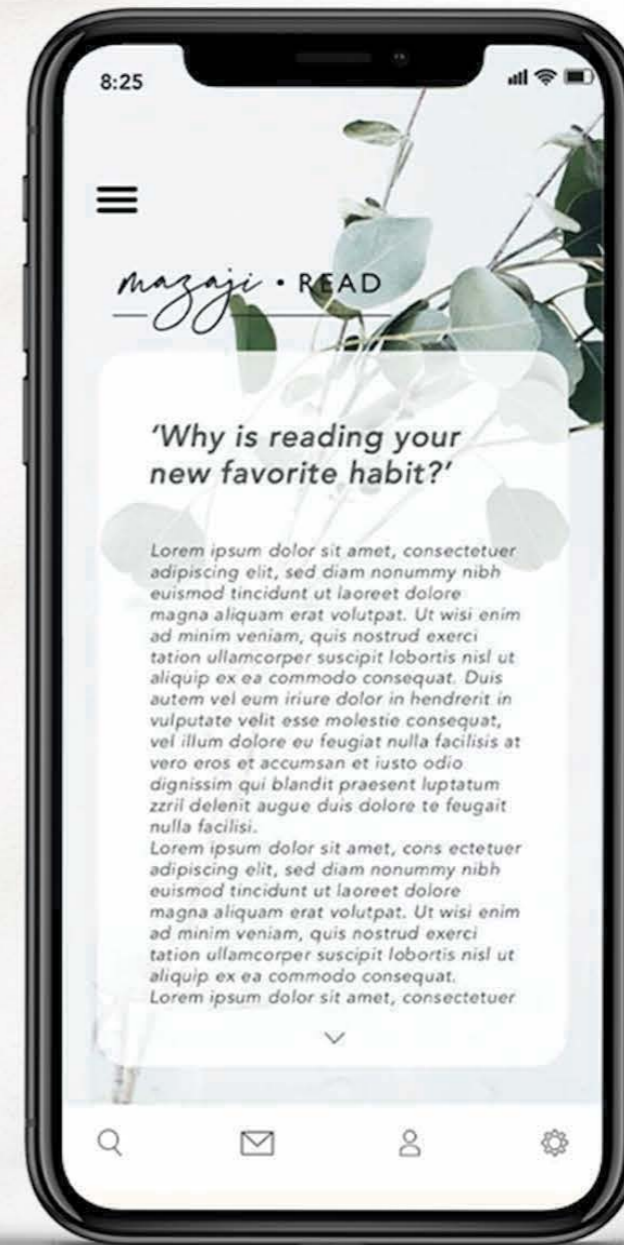 8:25
mazaji • READ
‘Why is reading your
new favorite habit?’
Lorem ipsum dolor sit amet, consectetuer
adipiscing elit, sed diam nonummy nibh
euismod tincidunt ut laoreet dolore
magna aliquam erat volutpat. Ut wisi enim
ad minim veniam, quis nostrud exerci
tation ullamcorper suscipit lobortis nisl ut
aliquip ex ea commodo consequat. Duis
autem vel eum iriure dolor in hendrerit in
vulputate velit esse molestie consequat,
vel illum dolore eu feugiat nulla facilisis at
vero eros et accumsan et iusto odio
dignissim qui blandit praesent luptatum
zzril delenit augue duis dolore te feugait
nulla facilisi.
Lorem ipsum dolor sit amet, cons ectetuer
adipiscing elit, sed diam nonummy nibh
euismod tincidunt ut laoreet dolore
magna aliquam erat volutpat. Ut wisi enim
ad minim veniam, quis nostrud exerci
tation ullamcorper suscipit lobortis nisl ut
aliquip ex ea commodo consequat.
Lorem ipsum dolor sit amet, consectetuer